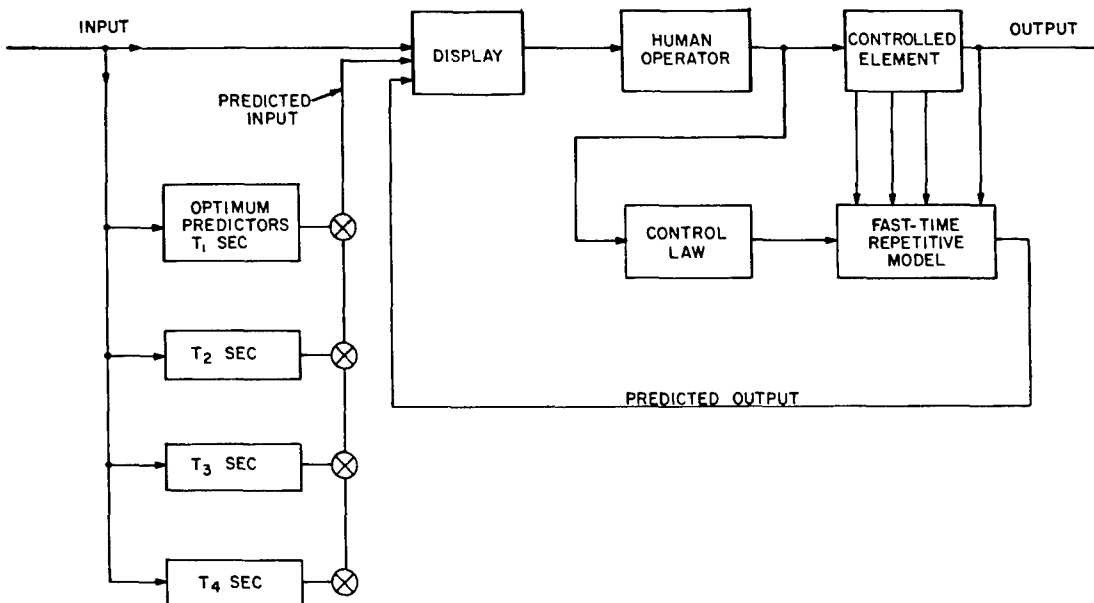 INPUT
DISPLAY
HUMAN
OPERATOR
CONTROLLED
ELEMENT
OUTPUT
PREDICTED
INPUT
OPTIMUM
PREDICTORS
T₁ SEC
CONTROL
LAW
FAST-TIME
REPETITIVE
MODEL
T₂ SEC
PREDICTED OUTPUT
T₃ SEC
T₄ SEC